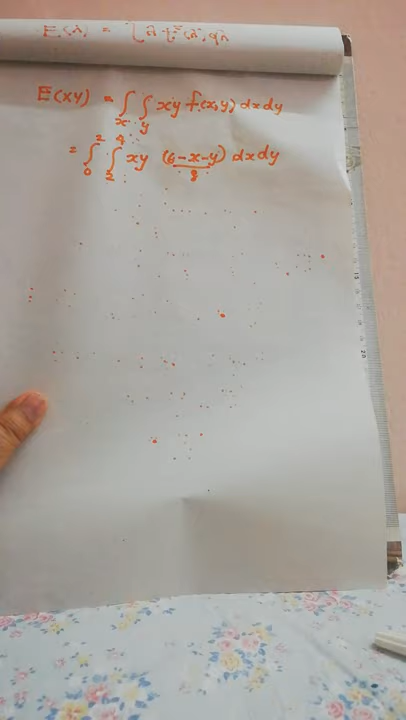 E(xy) = ∫ₓ ∫ᵧ xy f(x,y) dx dy
= ∫₀² ∫₂⁴ xy (6-x-y)/8 dx dy